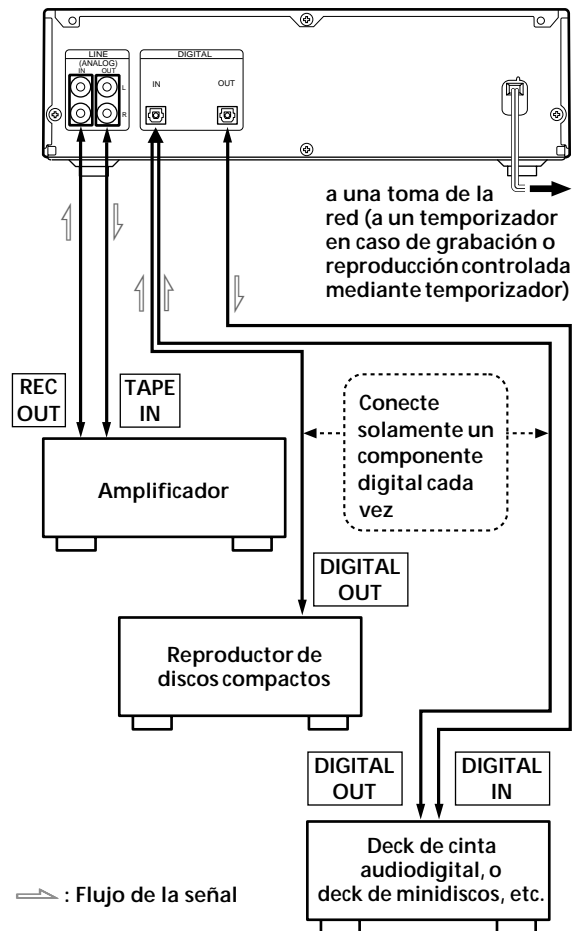 LINE
(ANALOG)
IN OUT
L
R
DIGITAL
IN
OUT
a una toma de la
red (a un temporizador
en caso de grabación o
reproducción controlada
mediante temporizador)
REC
OUT
TAPE
IN
Conecte
solamente un
componente
digital cada
vez
Amplificador
DIGITAL
OUT
Reproductor de
discos compactos
DIGITAL
OUT
DIGITAL
IN
Deck de cinta
audiodigital, o
deck de minidiscos, etc.
: Flujo de la señal